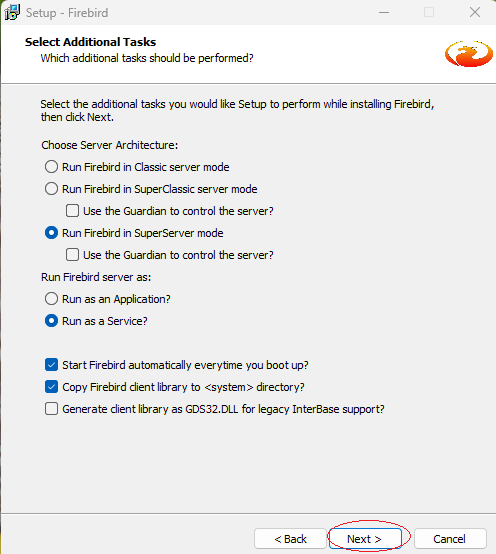 Setup - Firebird
Select Additional Tasks
Which additional tasks should be performed?
Select the additional tasks you would like Setup to perform while installing Firebird,
then click Next.
Choose Server Architecture:
Run Firebird in Classic server mode
Run Firebird in SuperClassic server mode
Use the Guardian to control the server?
Run Firebird in SuperServer mode
Use the Guardian to control the server?
Run Firebird server as:
Run as an Application?
Run as a Service?
Start Firebird automatically everytime you boot up?
Copy Firebird client library to <system> directory?
Generate client library as GDS32.DLL for legacy InterBase support?
< Back Next > Cancel